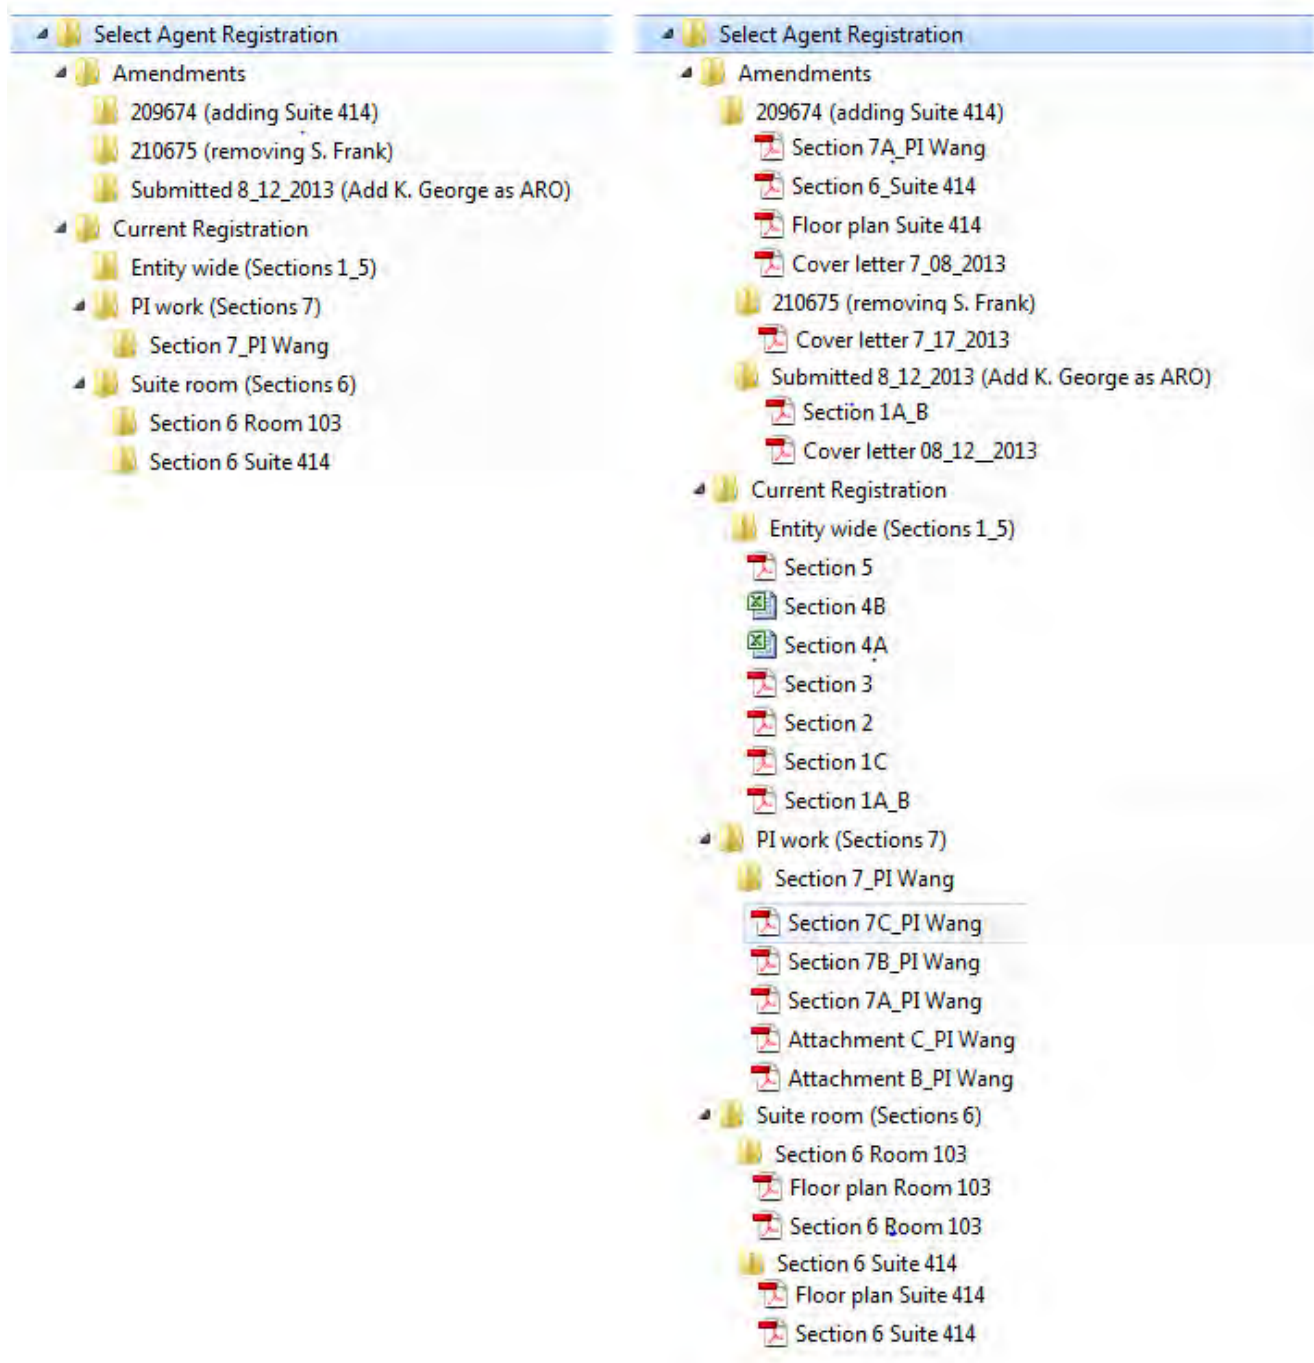 Select Agent Registration
Amendments
209674 (adding Suite 414)
210675 (removing S. Frank)
Submitted 8_12_2013 (Add K. George as ARO)
Current Registration
Entity wide (Sections 1_5)
PI work (Sections 7)
Section 7_PI Wang
Suite room (Sections 6)
Section 6 Room 103
Section 6 Suite 414
Select Agent Registration
Amendments
209674 (adding Suite 414)
Section 7A_PI Wang
Section 6_Suite 414
Floor plan Suite 414
Cover letter 7_08_2013
210675 (removing S. Frank)
Cover letter 7_17_2013
Submitted 8_12_2013 (Add K. George as ARO)
Section 1A_B
Cover letter 08_12__2013
Current Registration
Entity wide (Sections 1_5)
Section 5
Section 4B
Section 4A
Section 3
Section 2
Section 1C
Section 1A_B
PI work (Sections 7)
Section 7_PI Wang
Section 7C_PI Wang
Section 7B_PI Wang
Section 7A_PI Wang
Attachment C_PI Wang
Attachment B_PI Wang
Suite room (Sections 6)
Section 6 Room 103
Floor plan Room 103
Section 6 Room 103
Section 6 Suite 414
Floor plan Suite 414
Section 6 Suite 414